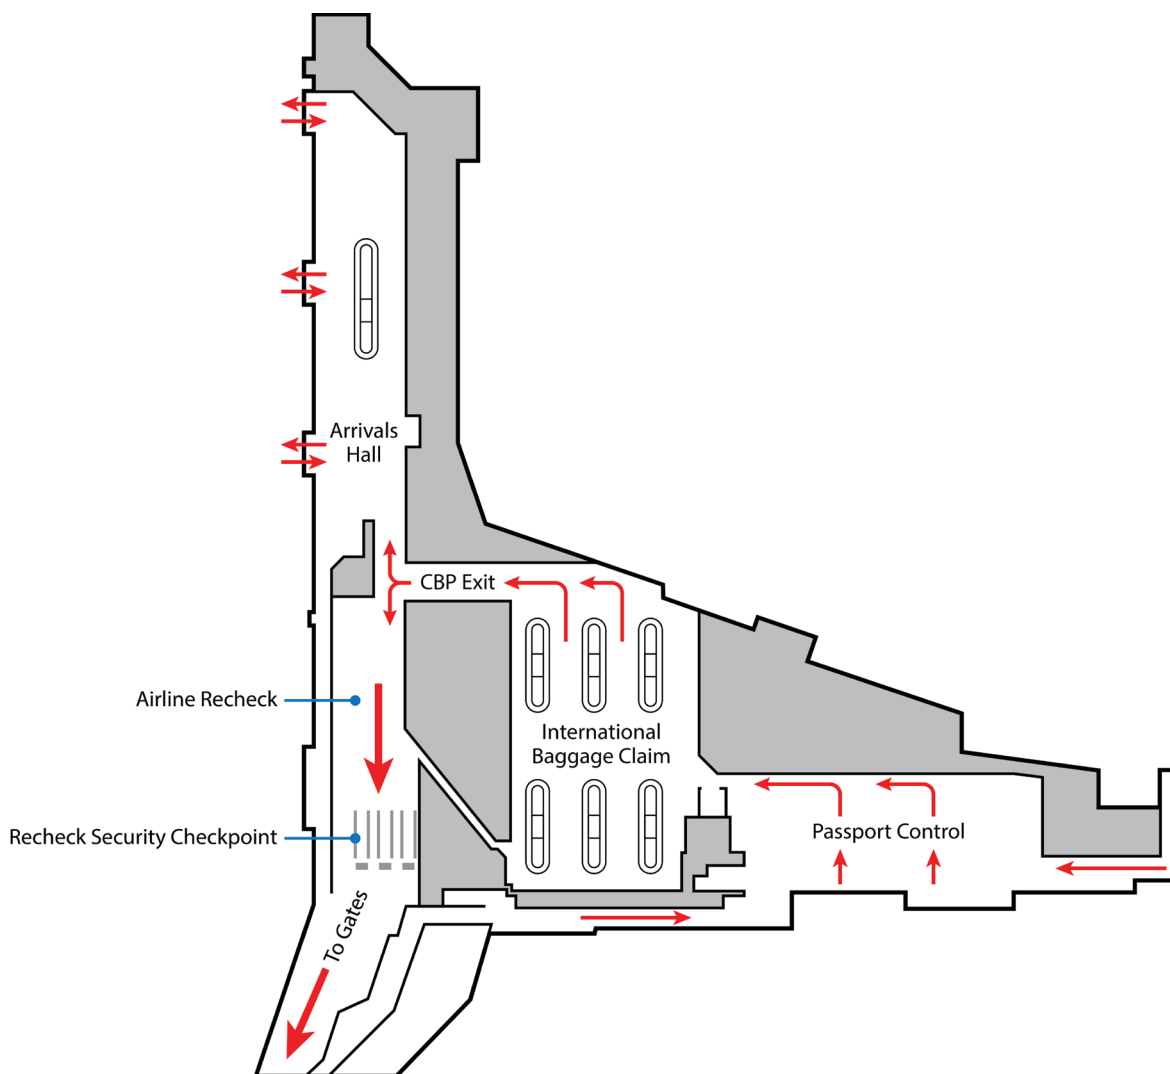 Arrivals
Hall
CBP Exit
Airline Recheck
International
Baggage Claim
Passport Control
Recheck Security Checkpoint
To Gates